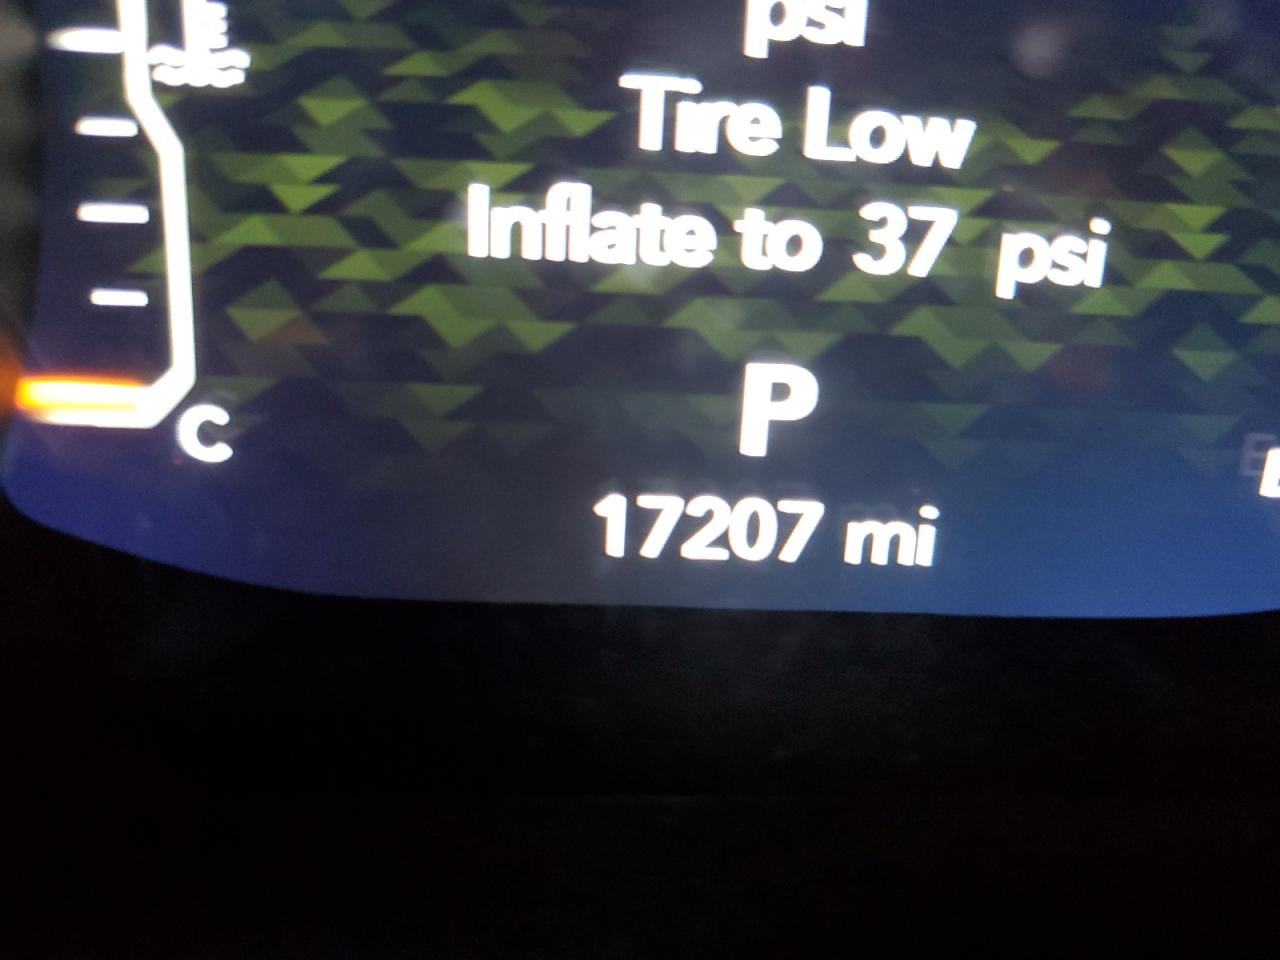 psi
Tire Low
Inflate to 37 psi
P
C
17207 mi